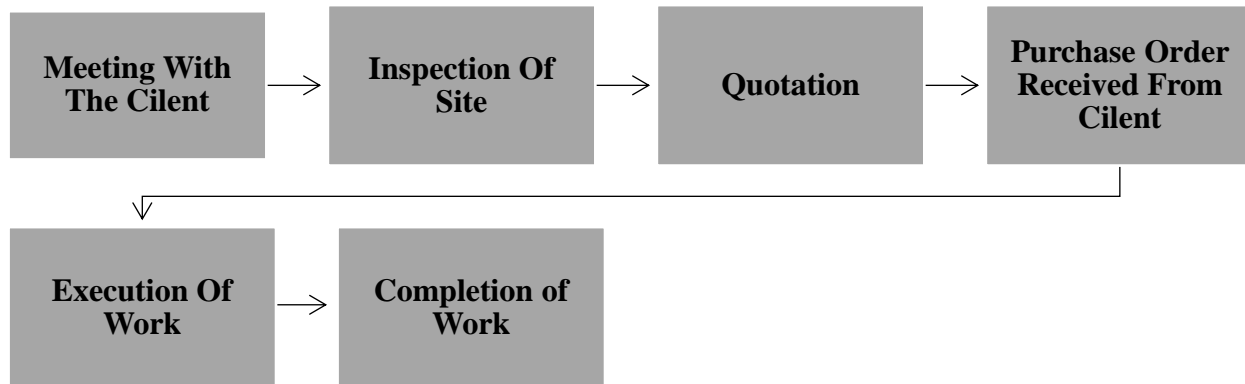 Meeting With
The Cilent
Inspection Of
Site
Quotation
Purchase Order
Received From
Cilent
Execution Of
Work
Completion of
Work